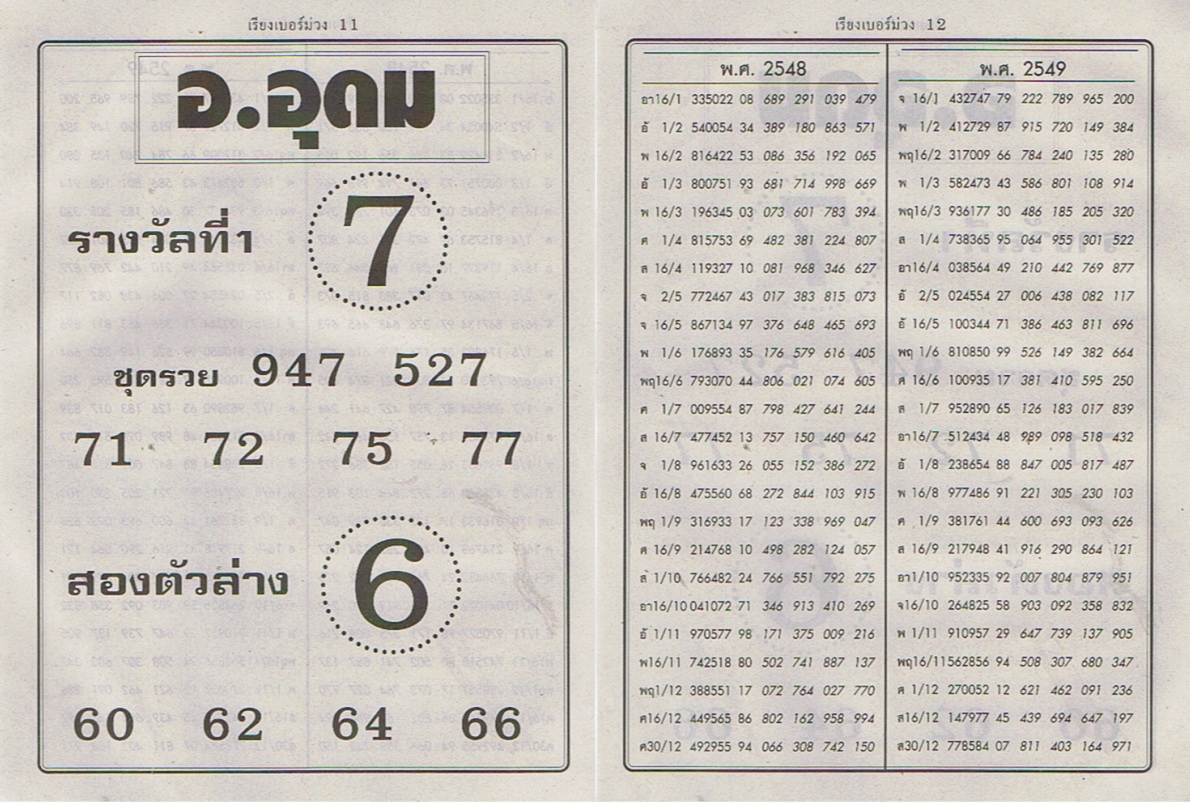 เรียงเบอร์ม่วง 11
อ.อุดม
รางวัลที่1 7
ชุดรวย 947 527
71 72 75 77
สองตัวล่าง 6
60 62 64 66
เรียงเบอร์ม่วง 12
พ.ศ. 2548
อา16/1 335022 08 689 291 039 479
อ้ 1/2 540054 34 389 180 863 571
พ 16/2 816422 53 086 356 192 065
อ้ 1/3 800751 93 681 714 998 669
พ 16/3 196345 03 073 601 783 394
ศ 1/4 815753 69 482 381 224 807
ส 16/4 119327 10 081 968 346 627
จ 2/5 772467 43 017 383 815 073
จ 16/5 867134 97 376 648 465 693
พ 1/6 176893 35 176 579 616 405
พฤ16/6 793070 44 806 021 074 605
ศ 1/7 009554 87 798 427 641 244
ส 16/7 477452 13 757 150 460 642
จ 1/8 961633 26 055 152 386 272
อ้ 16/8 475560 68 272 844 103 915
พฤ 1/9 316933 17 123 338 969 047
ศ 16/9 214768 10 498 282 124 057
ส 1/10 766482 24 766 551 792 275
อา16/10 041072 71 346 913 410 269
อ้ 1/11 970577 98 171 375 009 216
พ16/11 742518 80 502 741 887 137
พฤ1/12 388551 17 072 764 027 770
ศ16/12 449565 86 802 162 958 994
ศ30/12 492955 94 066 308 742 150
พ.ศ. 2549
จ 16/1 432747 79 222 789 965 200
พ 1/2 412729 87 915 720 149 384
พฤ16/2 317009 66 784 240 135 280
พ 1/3 582473 43 586 801 108 914
พฤ16/3 936177 30 486 185 205 320
ส 1/4 738365 95 064 955 301 522
อา16/4 038564 49 210 442 769 877
อ้ 2/5 024554 27 006 438 082 117
อ้ 16/5 100344 71 386 463 811 696
พฤ 1/6 810850 99 526 149 382 664
ศ 16/6 100935 17 381 410 595 250
ส 1/7 952890 65 126 183 017 839
อา16/7 512434 48 989 098 518 432
อ้ 1/8 238654 88 847 005 817 487
พ 16/8 977486 91 221 305 230 103
ศ 1/9 381761 44 600 693 093 626
ส 16/9 217948 41 916 290 864 121
อา1/10 952335 92 007 804 879 951
จ16/10 264825 58 903 092 358 832
พ 1/11 910957 29 647 739 137 905
พฤ16/11 562856 94 508 307 680 347
ศ 1/12 270052 12 621 462 091 236
ส16/12 147977 45 439 694 647 197
ส30/12 778584 07 811 403 164 971